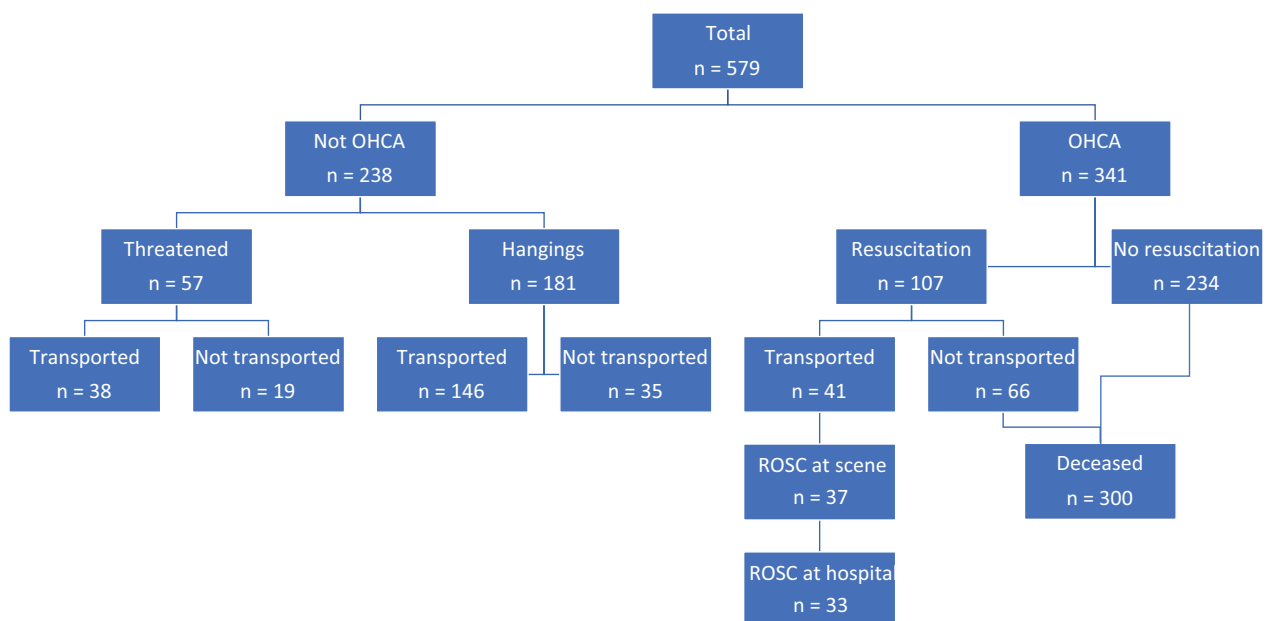 Total
n = 579
Not OHCA
n = 238
OHCA
n = 341
Threatened
n = 57
Hangings
n = 181
Resuscitation
n = 107
No resuscitation
n = 234
Transported
n = 38
Not transported
n = 19
Transported
n = 146
Not transported
n = 35
Transported
n = 41
Not transported
n = 66
ROSC at scene
n = 37
Deceased
n = 300
ROSC at hospital
n = 33